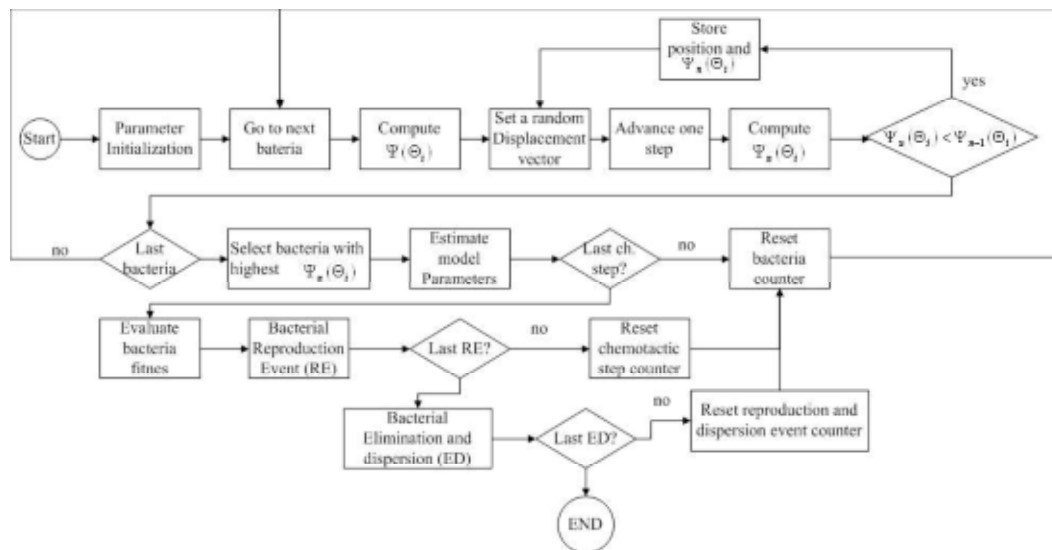 Store
position and
Ψₙ(Θᵢ)
yes
Start
Parameter
Initialization
Go to next
bateria
Compute
Ψ(Θᵢ)
Set a random
Displacement
vector
Advance one
step
Compute
Ψₙ(Θᵢ)
Ψₙ(Θᵢ) < Ψₙ₋₁(Θᵢ)
no
Last
bacteria
Select bacteria with
highest Ψₙ(Θᵢ)
Estimate
model
Parameters
Last ch.
step?
no
Reset
bacteria
counter
Evaluate
bacteria
fitnes
Bacterial
Reproduction
Event (RE)
Last RE?
no
Reset
chemotactic
step counter
Bacterial
Elimination and
dispersion (ED)
Last ED?
no
Reset reproduction and
dispersion event counter
END